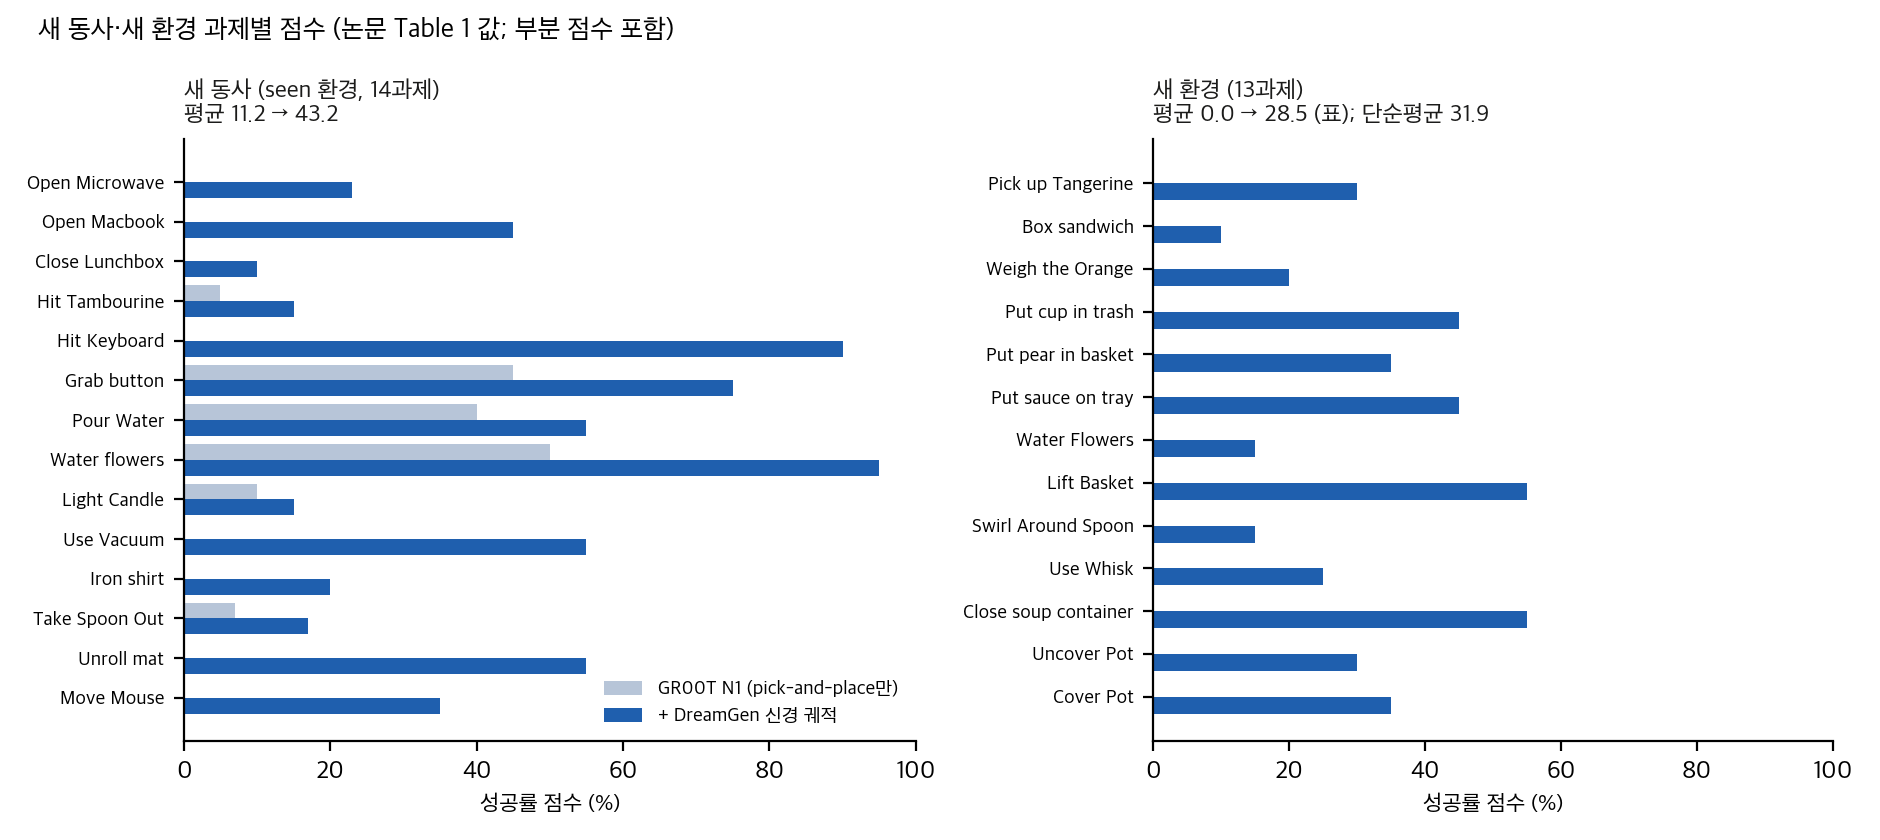 새 동사·새 환경 과제별 점수 (논문 Table 1 값; 부분 점수 포함)
새 동사 (seen 환경, 14과제)
평균 11.2 → 43.2
Open Microwave
Open Macbook
Close Lunchbox
Hit Tambourine
Hit Keyboard
Grab button
Pour Water
Water flowers
Light Candle
Use Vacuum
Iron shirt
Take Spoon Out
Unroll mat
Move Mouse
GR00T N1 (pick-and-place만)
+ DreamGen 신경 궤적
0 20 40 60 80 100
성공률 점수 (%)
새 환경 (13과제)
평균 0.0 → 28.5 (표); 단순평균 31.9
Pick up Tangerine
Box sandwich
Weigh the Orange
Put cup in trash
Put pear in basket
Put sauce on tray
Water Flowers
Lift Basket
Swirl Around Spoon
Use Whisk
Close soup container
Uncover Pot
Cover Pot
0 20 40 60 80 100
성공률 점수 (%)